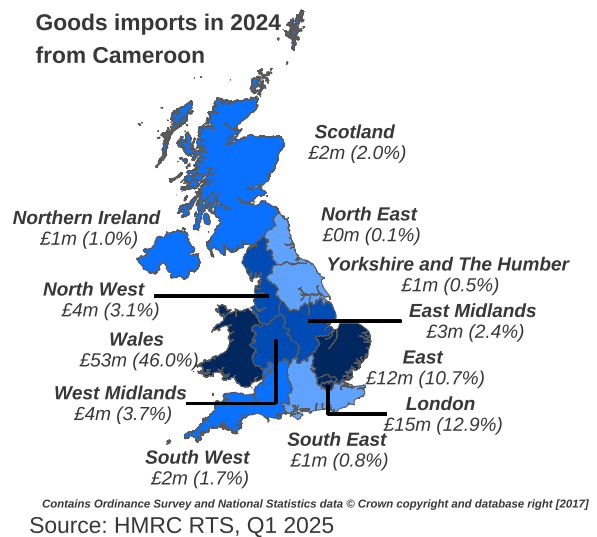 Goods imports in 2024
from Cameroon
Scotland
£2m (2.0%)
Northern Ireland
£1m (1.0%)
North East
£0m (0.1%)
Yorkshire and The Humber
£1m (0.5%)
North West
£4m (3.1%)
East Midlands
£3m (2.4%)
Wales
£53m (46.0%)
East
£12m (10.7%)
West Midlands
£4m (3.7%)
London
£15m (12.9%)
South East
£1m (0.8%)
South West
£2m (1.7%)
Contains Ordinance Survey and National Statistics data © Crown copyright and database right [2017]
Source: HMRC RTS, Q1 2025